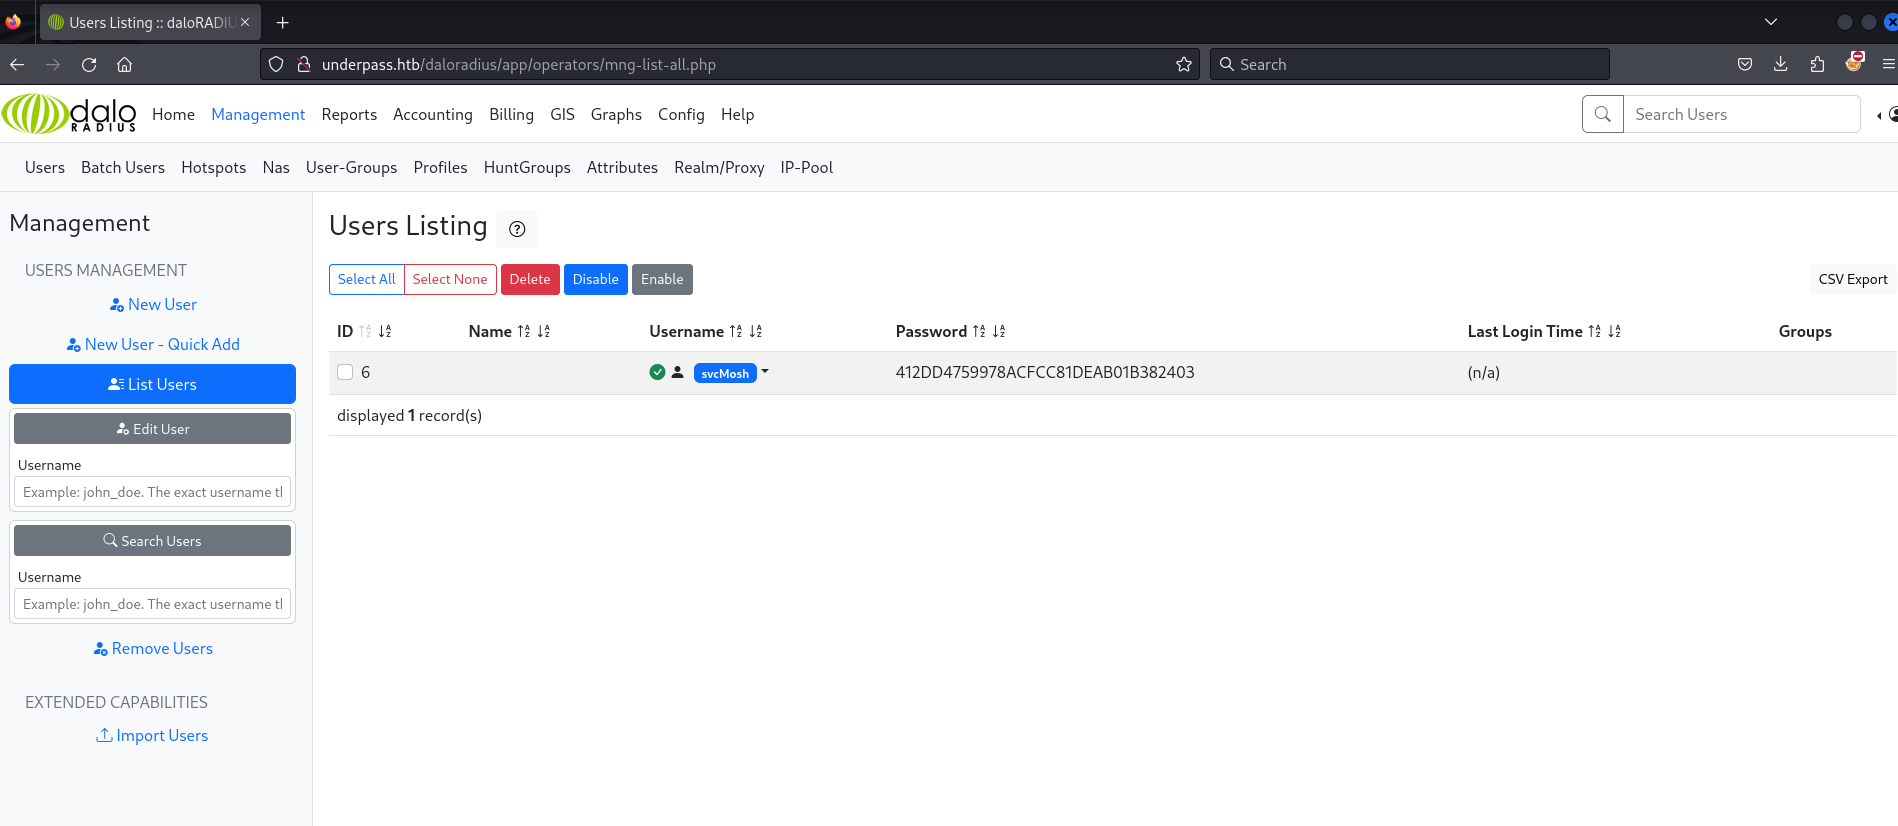 Users Listing :: daloRADIU
underpass.htb/daloradius/app/operators/mng-list-all.php
Search
dalo RADIUS
Home Management Reports Accounting Billing GIS Graphs Config Help
Search Users
Users Batch Users Hotspots Nas User-Groups Profiles HuntGroups Attributes Realm/Proxy IP-Pool
Management
USERS MANAGEMENT
New User
New User - Quick Add
List Users
Edit User
Username
Example: john_doe. The exact username tl
Search Users
Username
Example: john_doe. The exact username tl
Remove Users
EXTENDED CAPABILITIES
Import Users
Users Listing
Select All Select None Delete Disable Enable
CSV Export
ID Name Username Password Last Login Time Groups
6 svcMosh 412DD4759978ACFCC81DEAB01B382403 (n/a)
displayed 1 record(s)